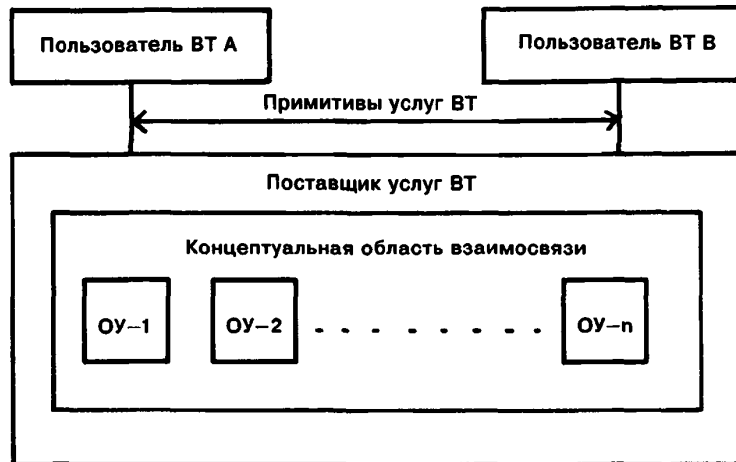 Пользователь ВТ А
Пользователь ВТ В
Примитивы услуг ВТ
Поставщик услуг ВТ
Концептуальная область взаимосвязи
ОУ–1
ОУ–2
ОУ–n